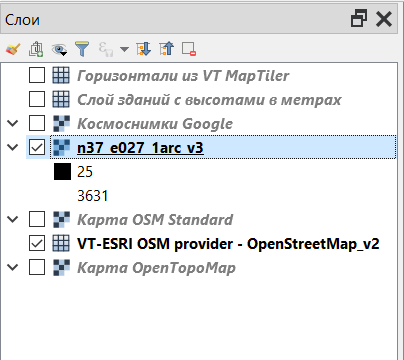 Слои
Горизонтали из VT MapTiler
Слой зданий с высотами в метрах
Космоснимки Google
n37_e027_1arc_v3
25
3631
Карта OSM Standard
VT-ESRI OSM provider - OpenStreetMap_v2
Карта OpenTopoMap